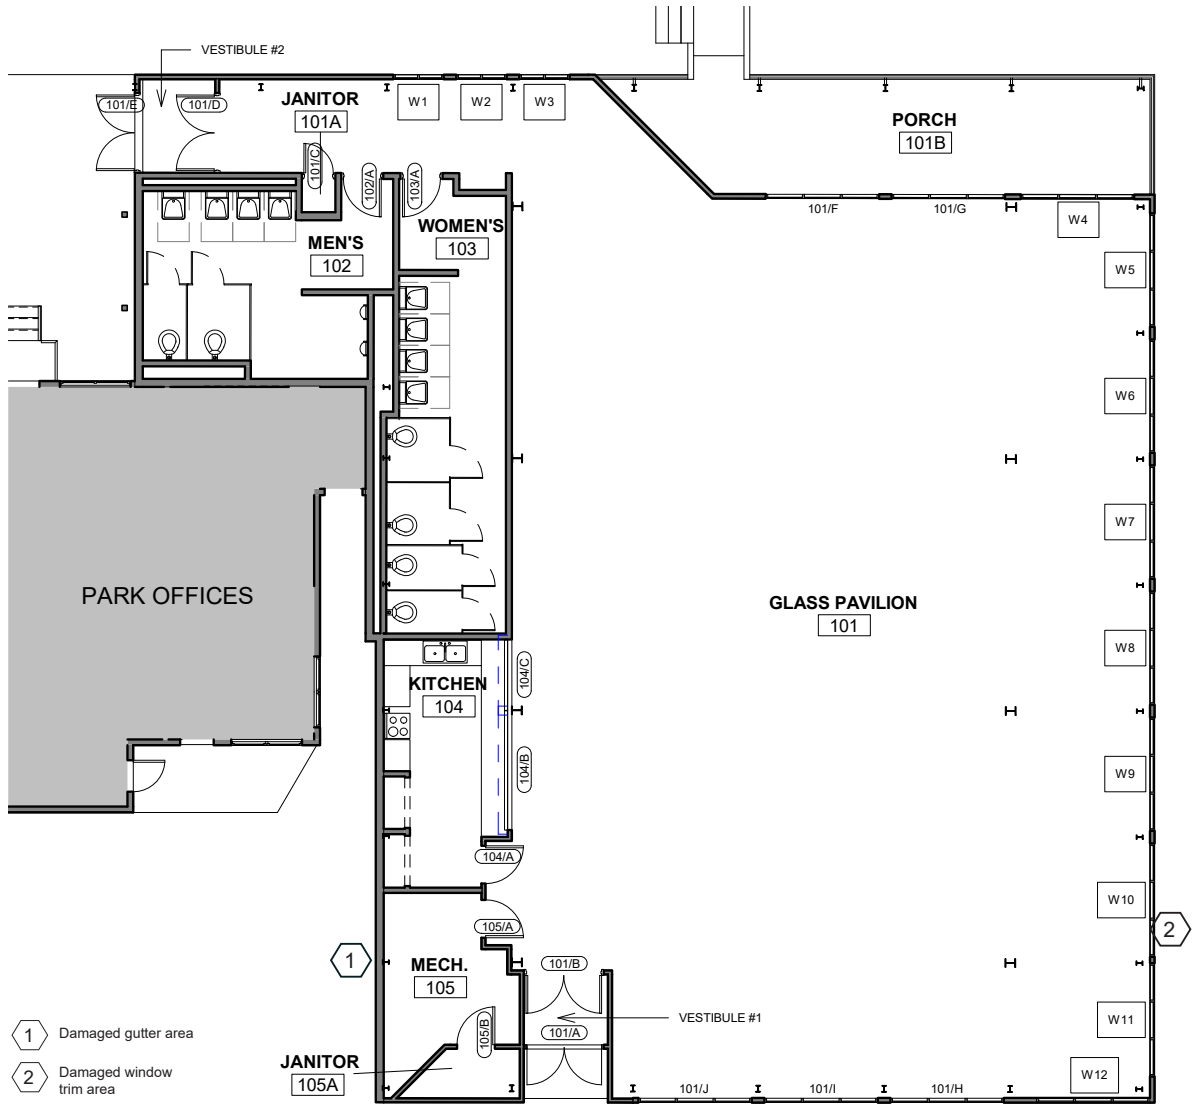 VESTIBULE #2
101/E
101/D
JANITOR
101A
W1
W2
W3
PORCH
101B
101/C
102/A
103/A
101/F
101/G
W4
WOMEN'S
103
MEN'S
102
W5
W6
W7
PARK OFFICES
GLASS PAVILION
101
W8
104/C
KITCHEN
104
104/B
W9
104/A
W10
105/A
2
1
MECH.
105
101/B
VESTIBULE #1
101/A
105/B
W11
1 Damaged gutter area
JANITOR
105A
2 Damaged window
trim area
W12
101/J
101/I
101/H